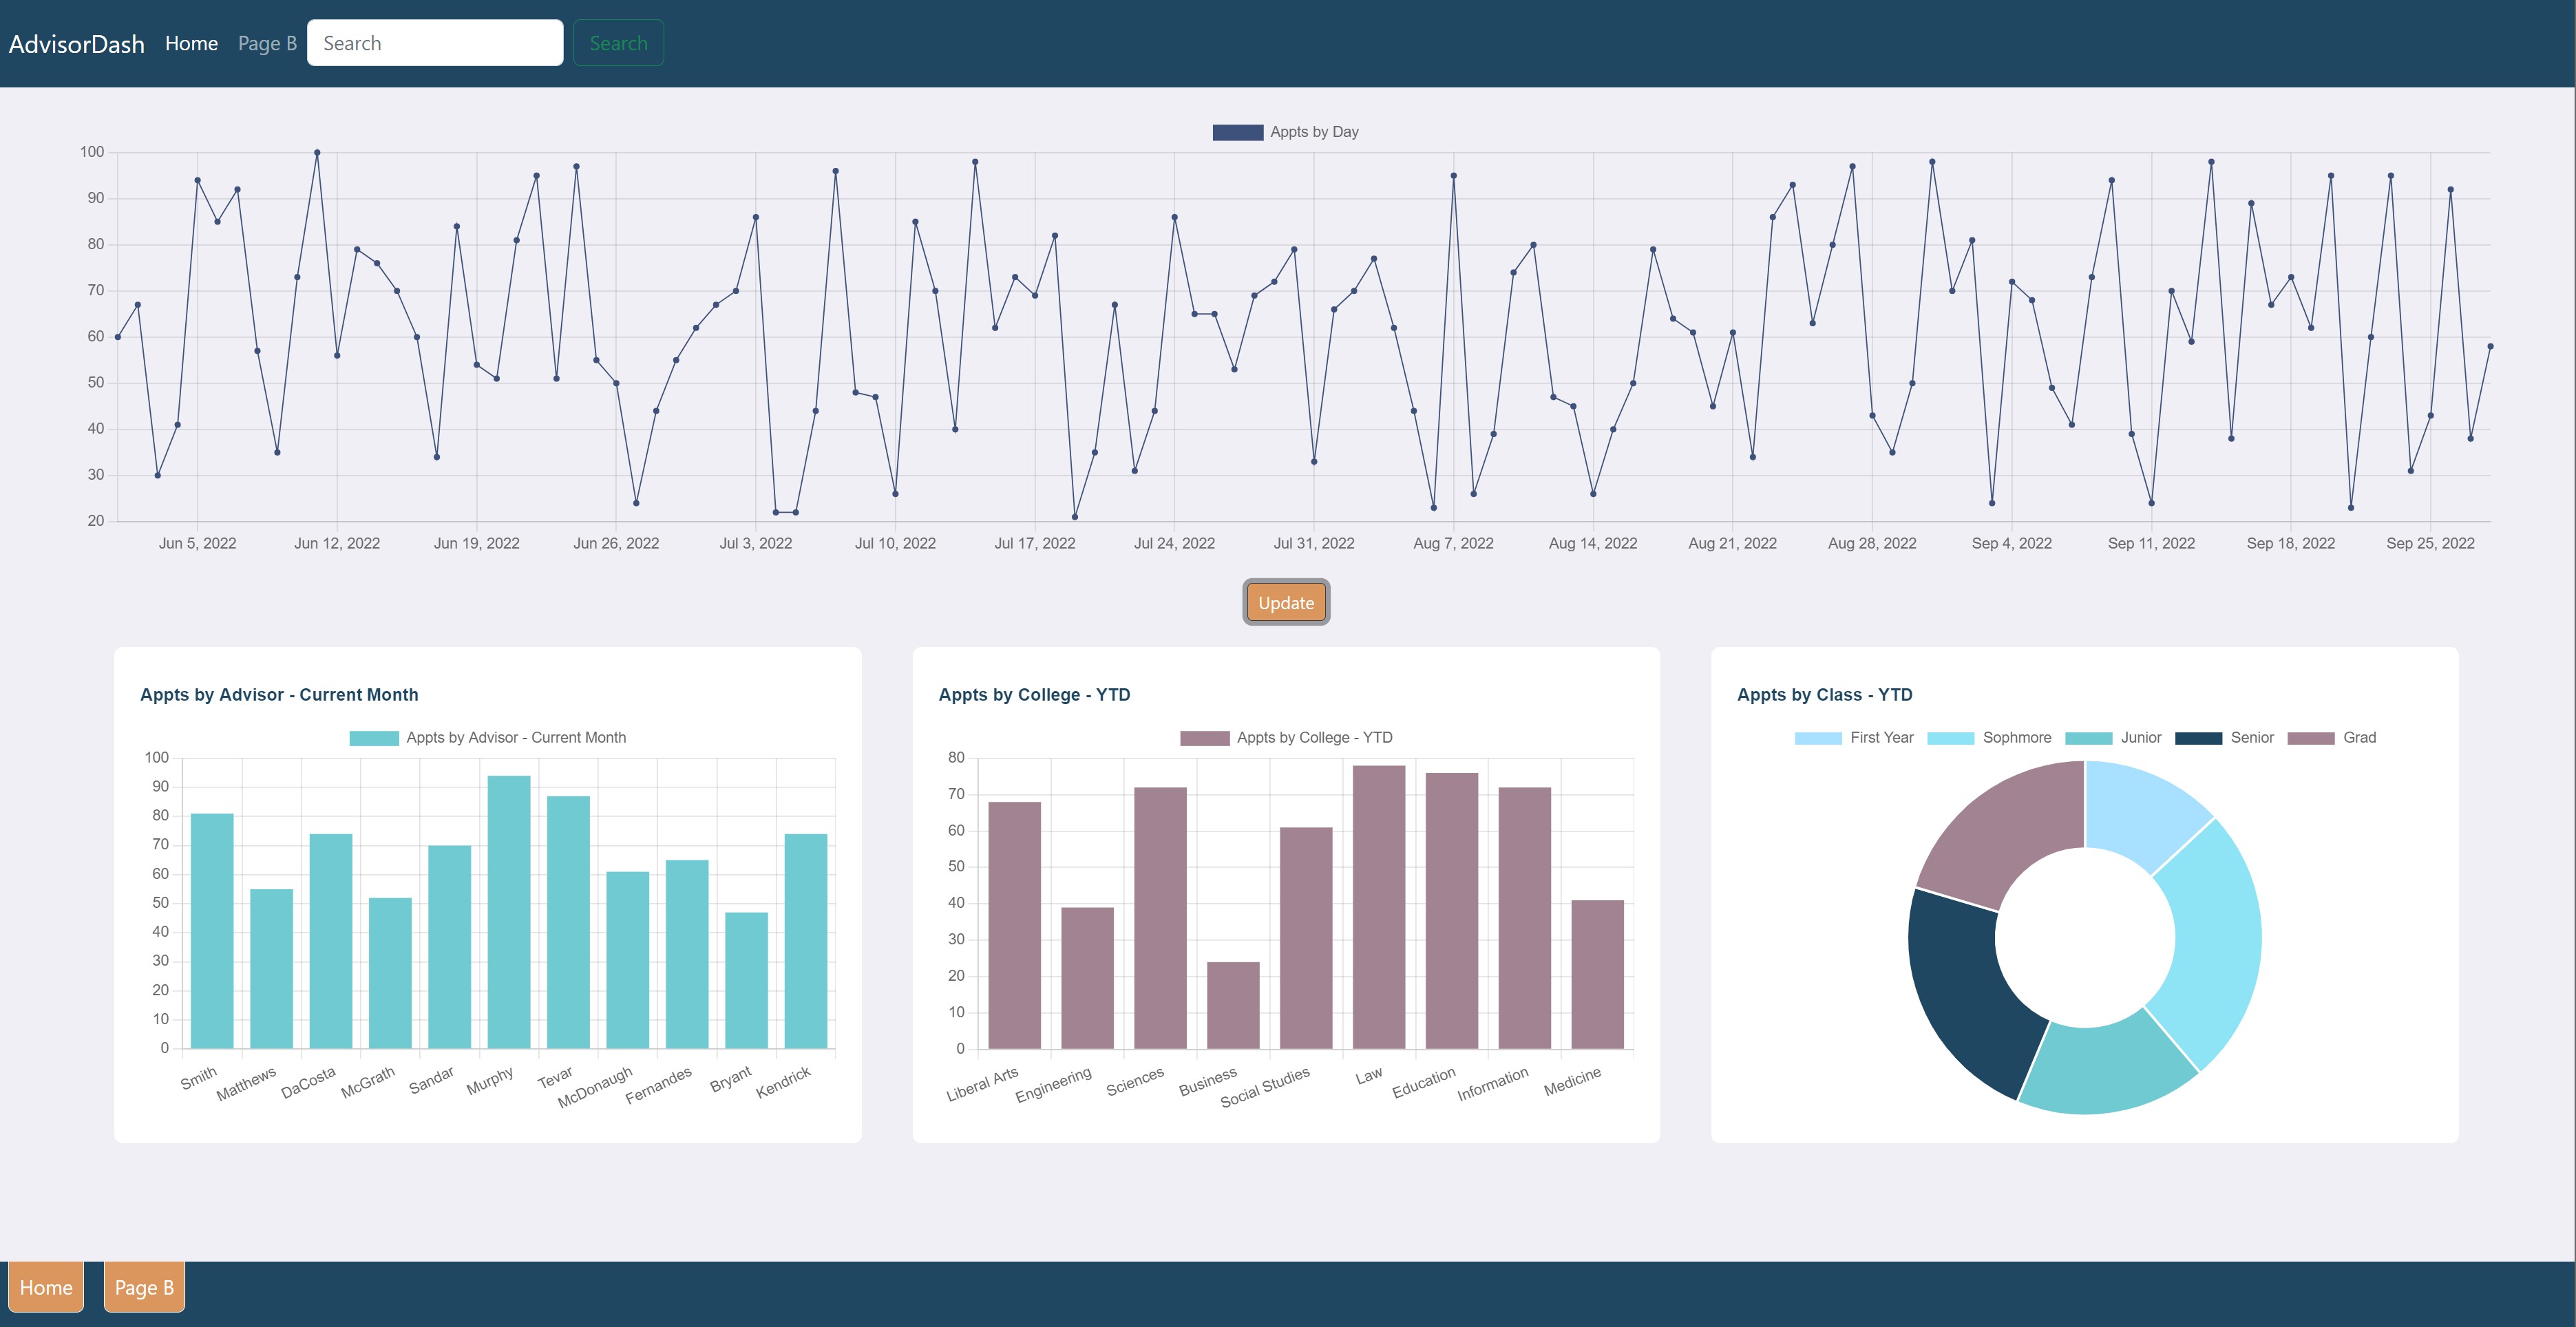 AdvisorDash Home Page B Search Search
Appts by Day
100
90
80
70
60
50
40
30
20
Jun 5, 2022 Jun 12, 2022 Jun 19, 2022 Jun 26, 2022 Jul 3, 2022 Jul 10, 2022 Jul 17, 2022 Jul 24, 2022 Jul 31, 2022 Aug 7, 2022 Aug 14, 2022 Aug 21, 2022 Aug 28, 2022 Sep 4, 2022 Sep 11, 2022 Sep 18, 2022 Sep 25, 2022
Update
Appts by Advisor - Current Month
Appts by Advisor - Current Month
100
90
80
70
60
50
40
30
20
10
0
Smith Matthews DaCosta McGrath Sandar Murphy Tevar McDonaugh Fernandes Bryant Kendrick
Appts by College - YTD
Appts by College - YTD
80
70
60
50
40
30
20
10
0
Liberal Arts Engineering Sciences Business Social Studies Law Education Information Medicine
Appts by Class - YTD
First Year Sophmore Junior Senior Grad
Home Page B